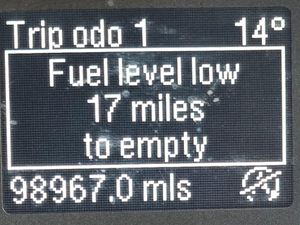 Trip odo 1 14°
Fuel level low
17 miles
to empty
98967.0 mls